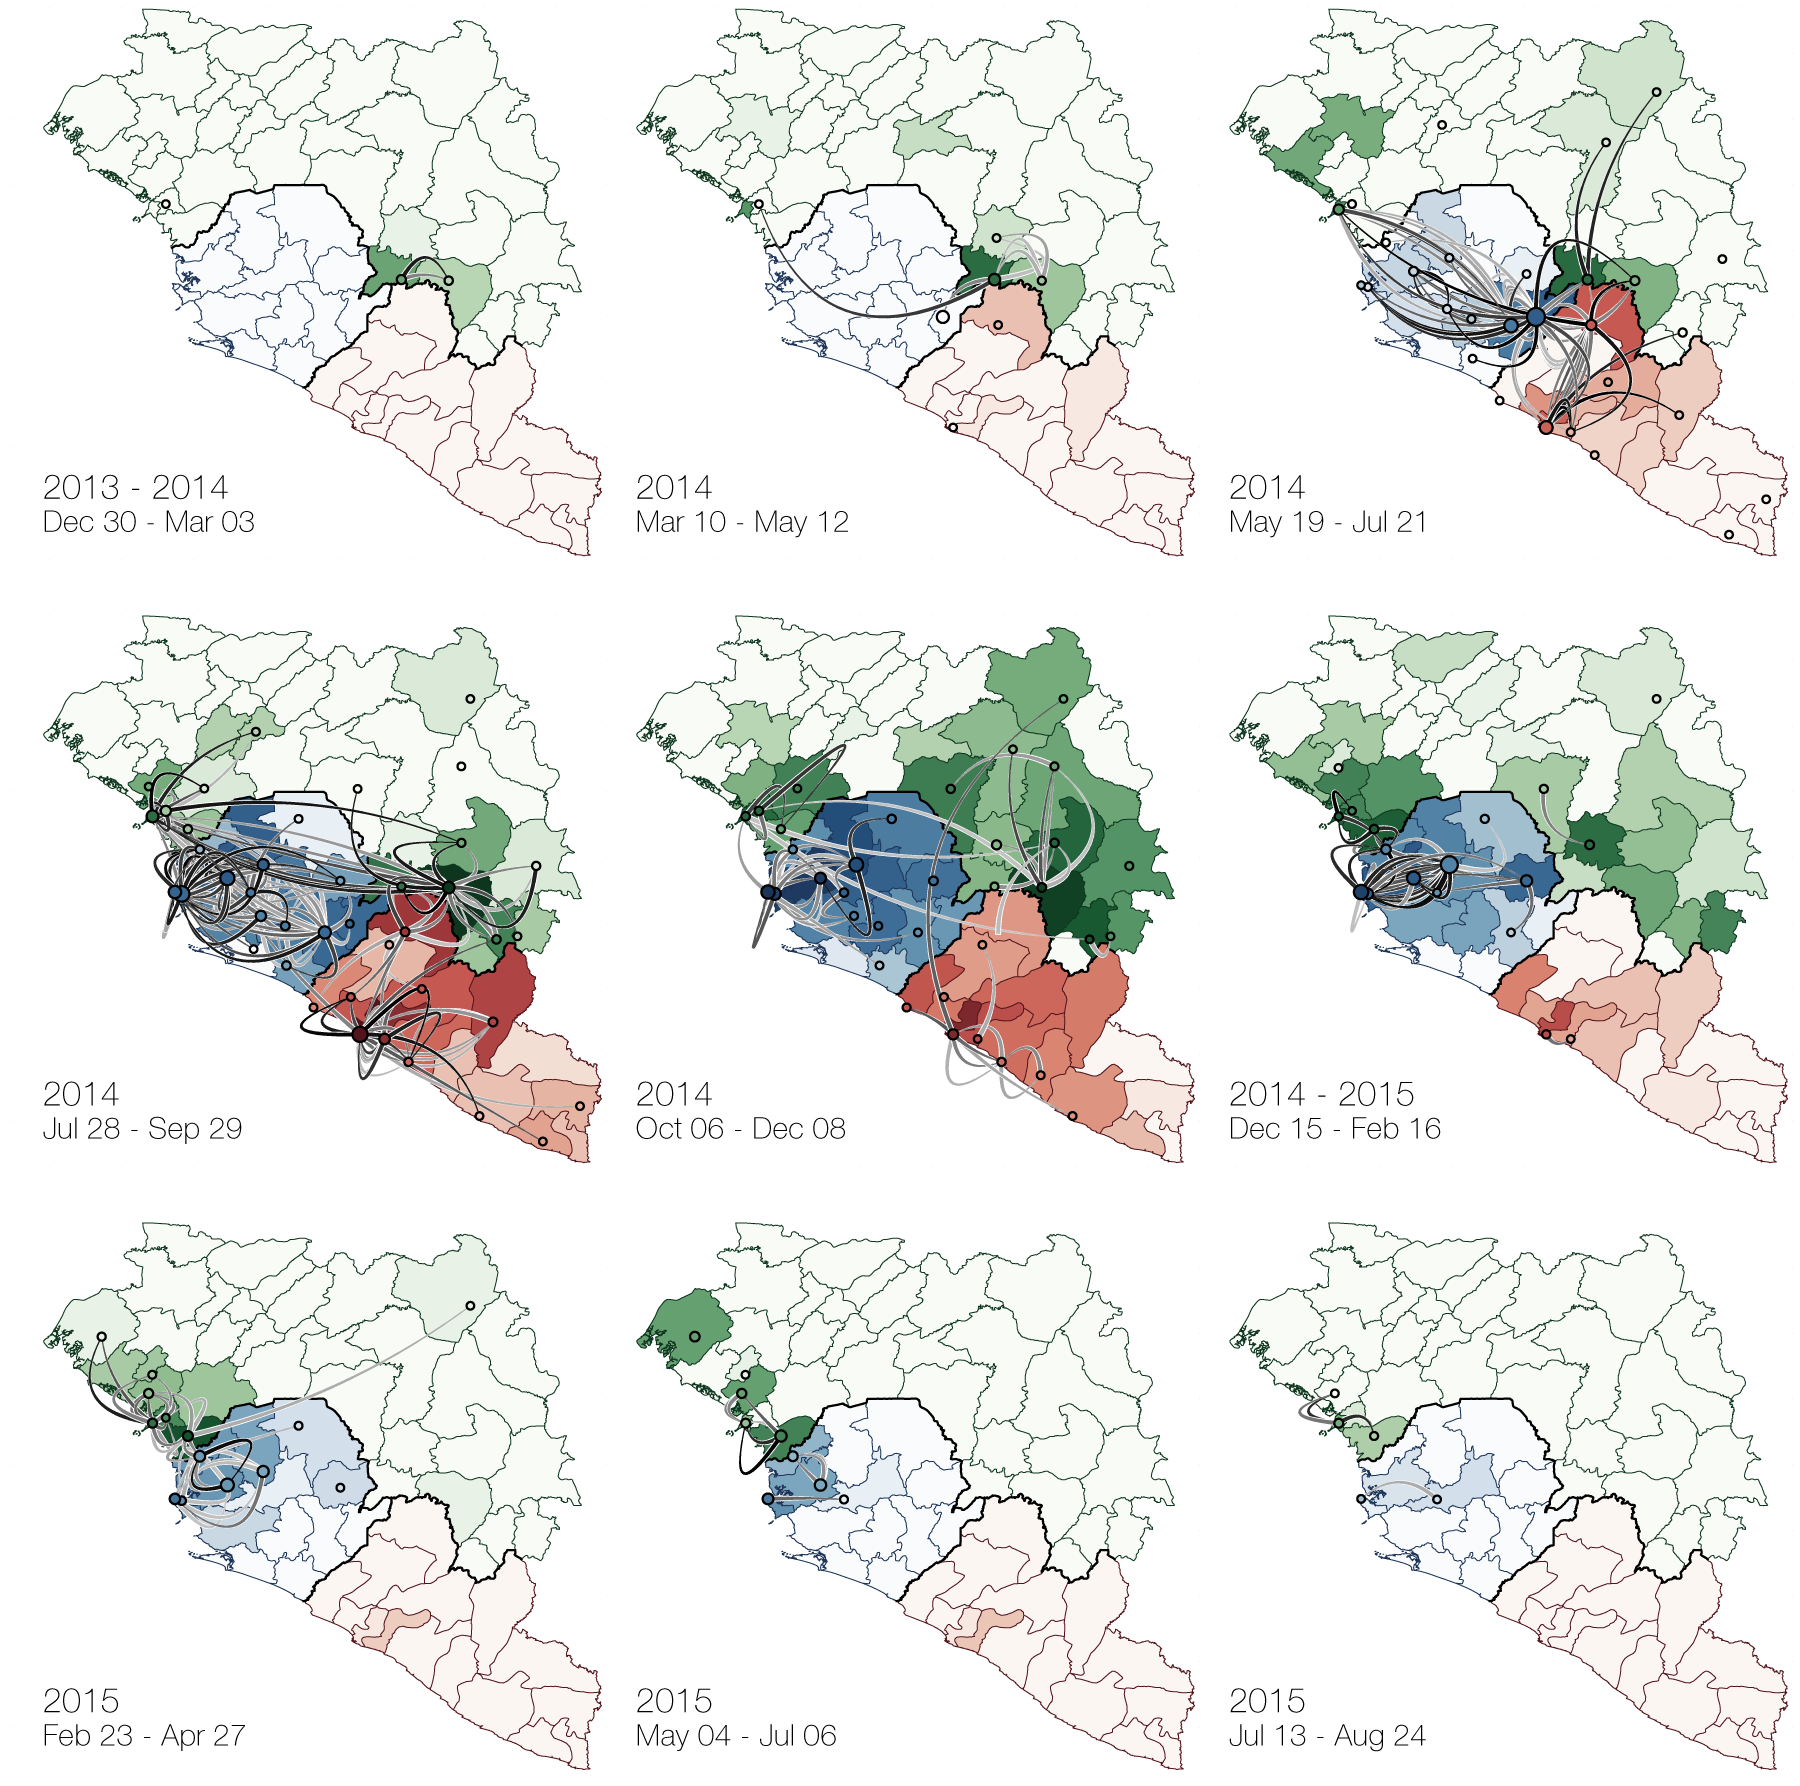 2013 - 2014
Dec 30 - Mar 03
2014
Mar 10 - May 12
2014
May 19 - Jul 21
2014
Jul 28 - Sep 29
2014
Oct 06 - Dec 08
2014 - 2015
Dec 15 - Feb 16
2015
Feb 23 - Apr 27
2015
May 04 - Jul 06
2015
Jul 13 - Aug 24